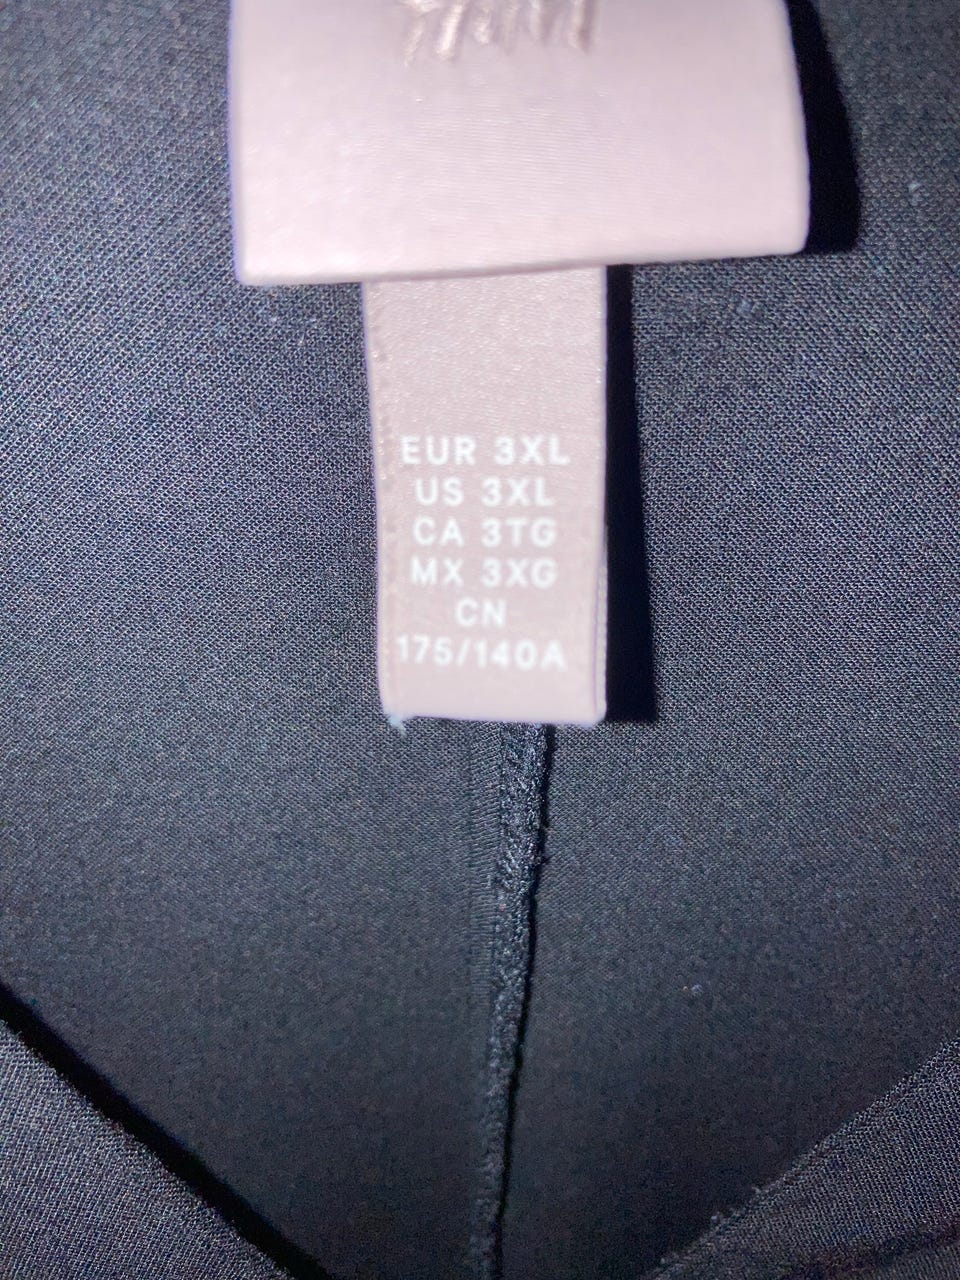 EUR 3XL
US 3XL
CA 3TG
MX 3XG
CN
175/140A